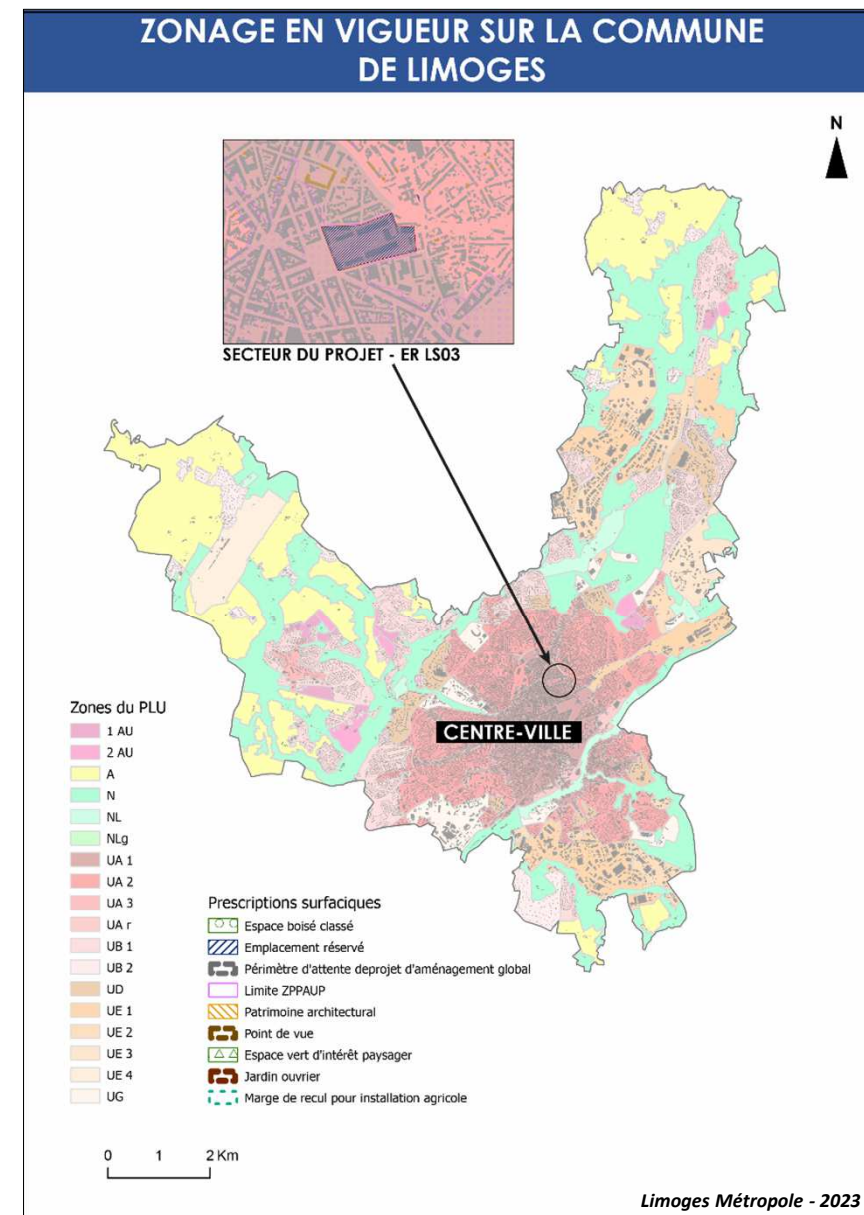 ZONAGE EN VIGUEUR SUR LA COMMUNE
DE LIMOGES
N
SECTEUR DU PROJET - ER LS03
CENTRE-VILLE
Zones du PLU
1 AU
2 AU
A
N
NL
NLg
UA 1
UA 2
UA 3
UA r
UB 1
UB 2
UD
UE 1
UE 2
UE 3
UE 4
UG
Prescriptions surfaciques
Espace boisé classé
Emplacement réservé
Périmètre d'attente deprojet d'aménagement global
Limite ZPPAUP
Patrimoine architectural
Point de vue
Espace vert d'intérêt paysager
Jardin ouvrier
Marge de recul pour installation agricole
0 1 2 Km
Limoges Métropole - 2023